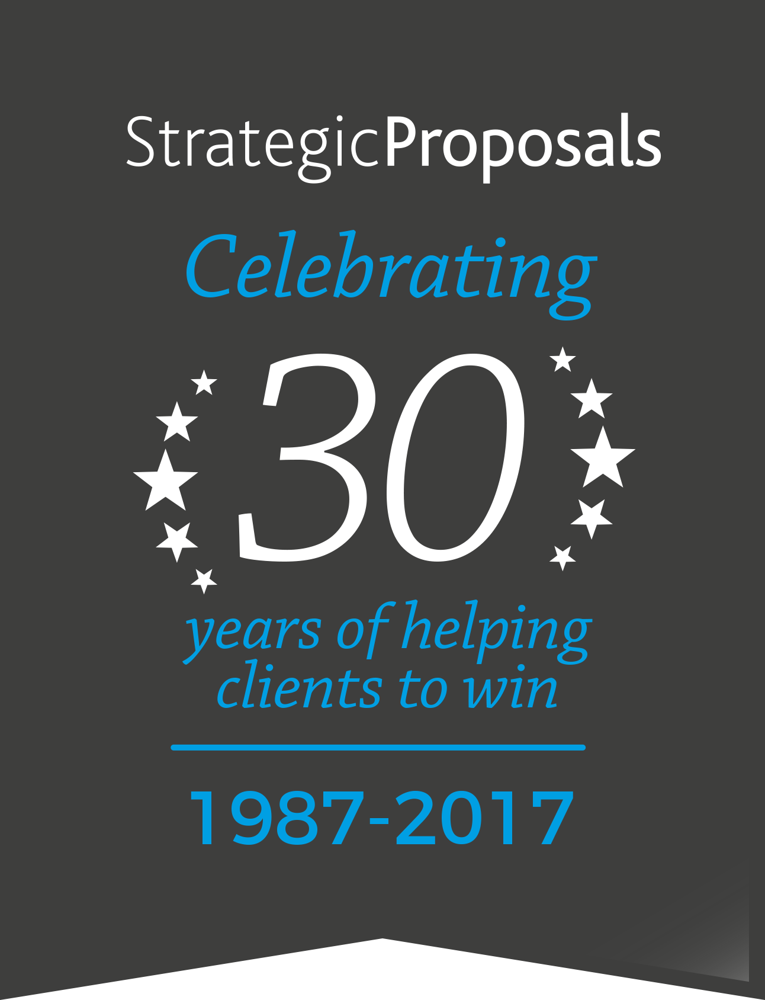 StrategicProposals
Celebrating
30
years of helping
clients to win
1987-2017